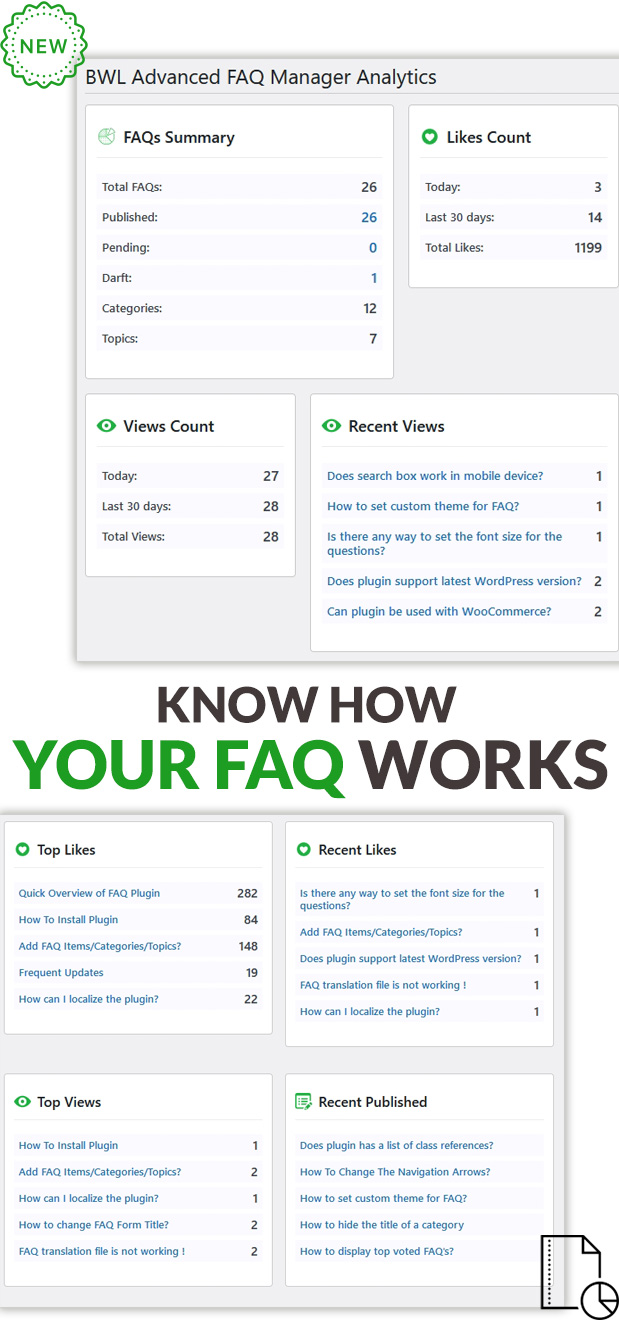 NEW
BWL Advanced FAQ Manager Analytics
FAQs Summary
Total FAQs: 26
Published: 26
Pending: 0
Darft: 1
Categories: 12
Topics: 7
Likes Count
Today: 3
Last 30 days: 14
Total Likes: 1199
Views Count
Today: 27
Last 30 days: 28
Total Views: 28
Recent Views
Does search box work in mobile device? 1
How to set custom theme for FAQ? 1
Is there any way to set the font size for the 1
questions?
Does plugin support latest WordPress version? 2
Can plugin be used with WooCommerce? 2
KNOW HOW
YOUR FAQ WORKS
Top Likes
Quick Overview of FAQ Plugin 282
How To Install Plugin 84
Add FAQ Items/Categories/Topics? 148
Frequent Updates 19
How can I localize the plugin? 22
Recent Likes
Is there any way to set the font size for the 1
questions?
Add FAQ Items/Categories/Topics? 1
Does plugin support latest WordPress version? 1
FAQ translation file is not working ! 1
How can I localize the plugin? 1
Top Views
How To Install Plugin 1
Add FAQ Items/Categories/Topics? 2
How can I localize the plugin? 1
How to change FAQ Form Title? 2
FAQ translation file is not working ! 2
Recent Published
Does plugin has a list of class references?
How To Change The Navigation Arrows?
How to set custom theme for FAQ?
How to hide the title of a category
How to display top voted FAQ's?